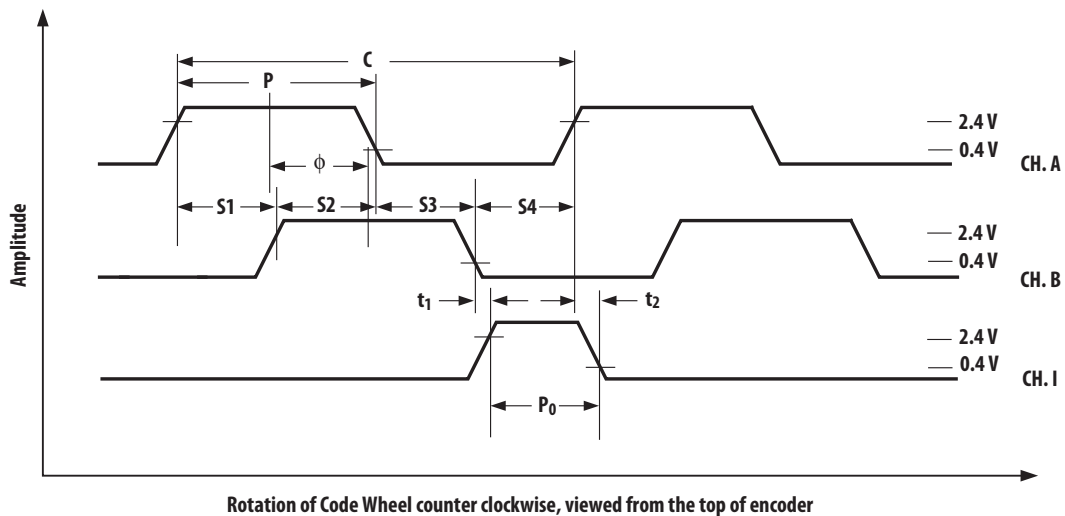 C
P
2.4 V
0.4 V
CH. A
ϕ
S1 S2 S3 S4
2.4 V
0.4 V
CH. B
Amplitude
t1 t2
2.4 V
0.4 V
CH. I
P0
Rotation of Code Wheel counter clockwise, viewed from the top of encoder